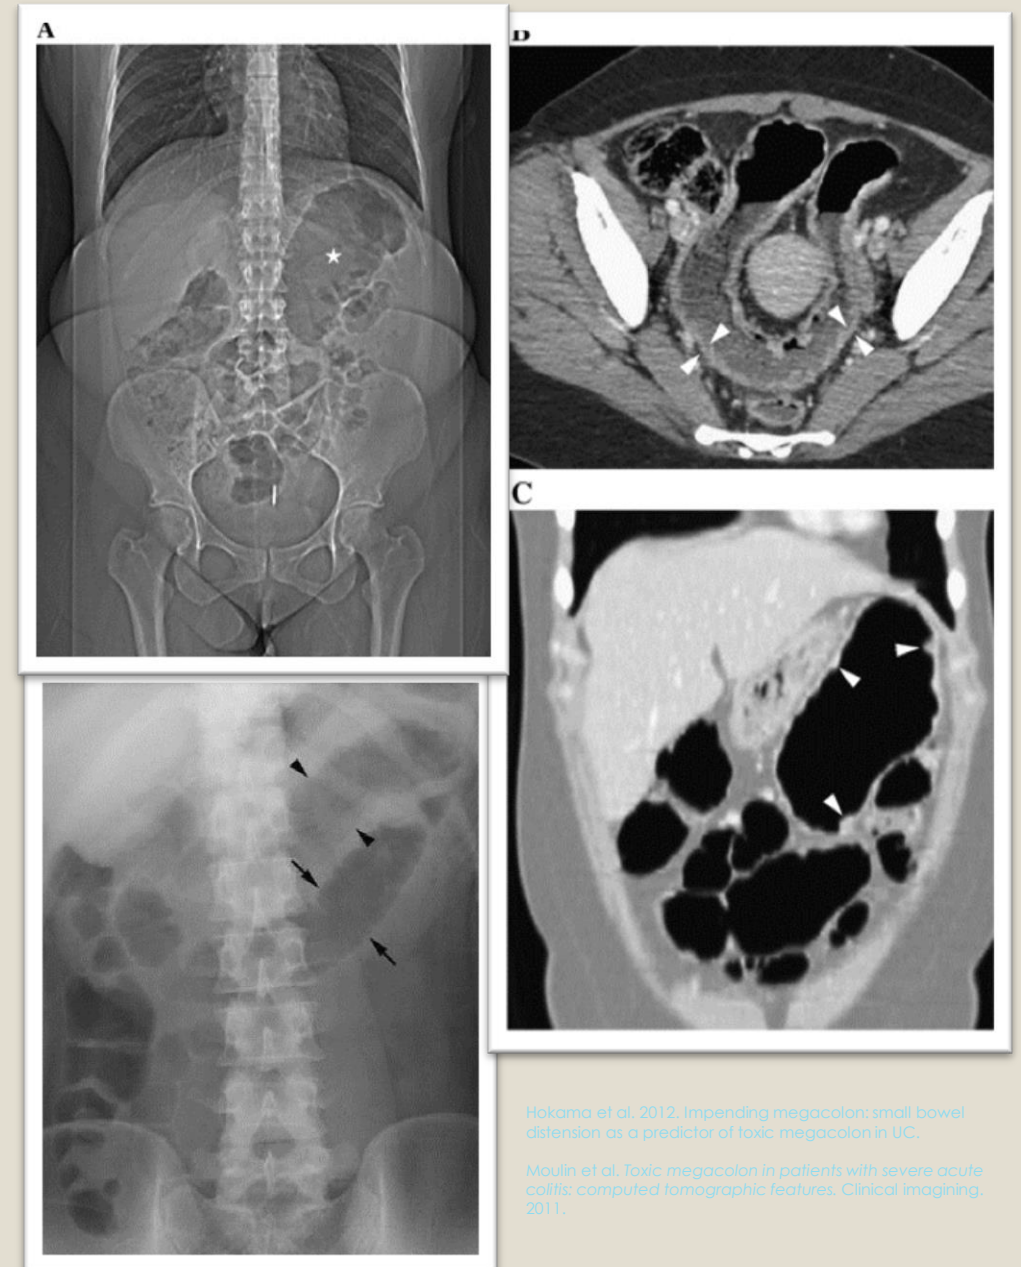 A
B
C
Hokama et al. 2012. Impending megacolon: small bowel
distension as a predictor of toxic megacolon in UC.
Moulin et al. Toxic megacolon in patients with severe acute
colitis: computed tomographic features. Clinical imagining.
2011.